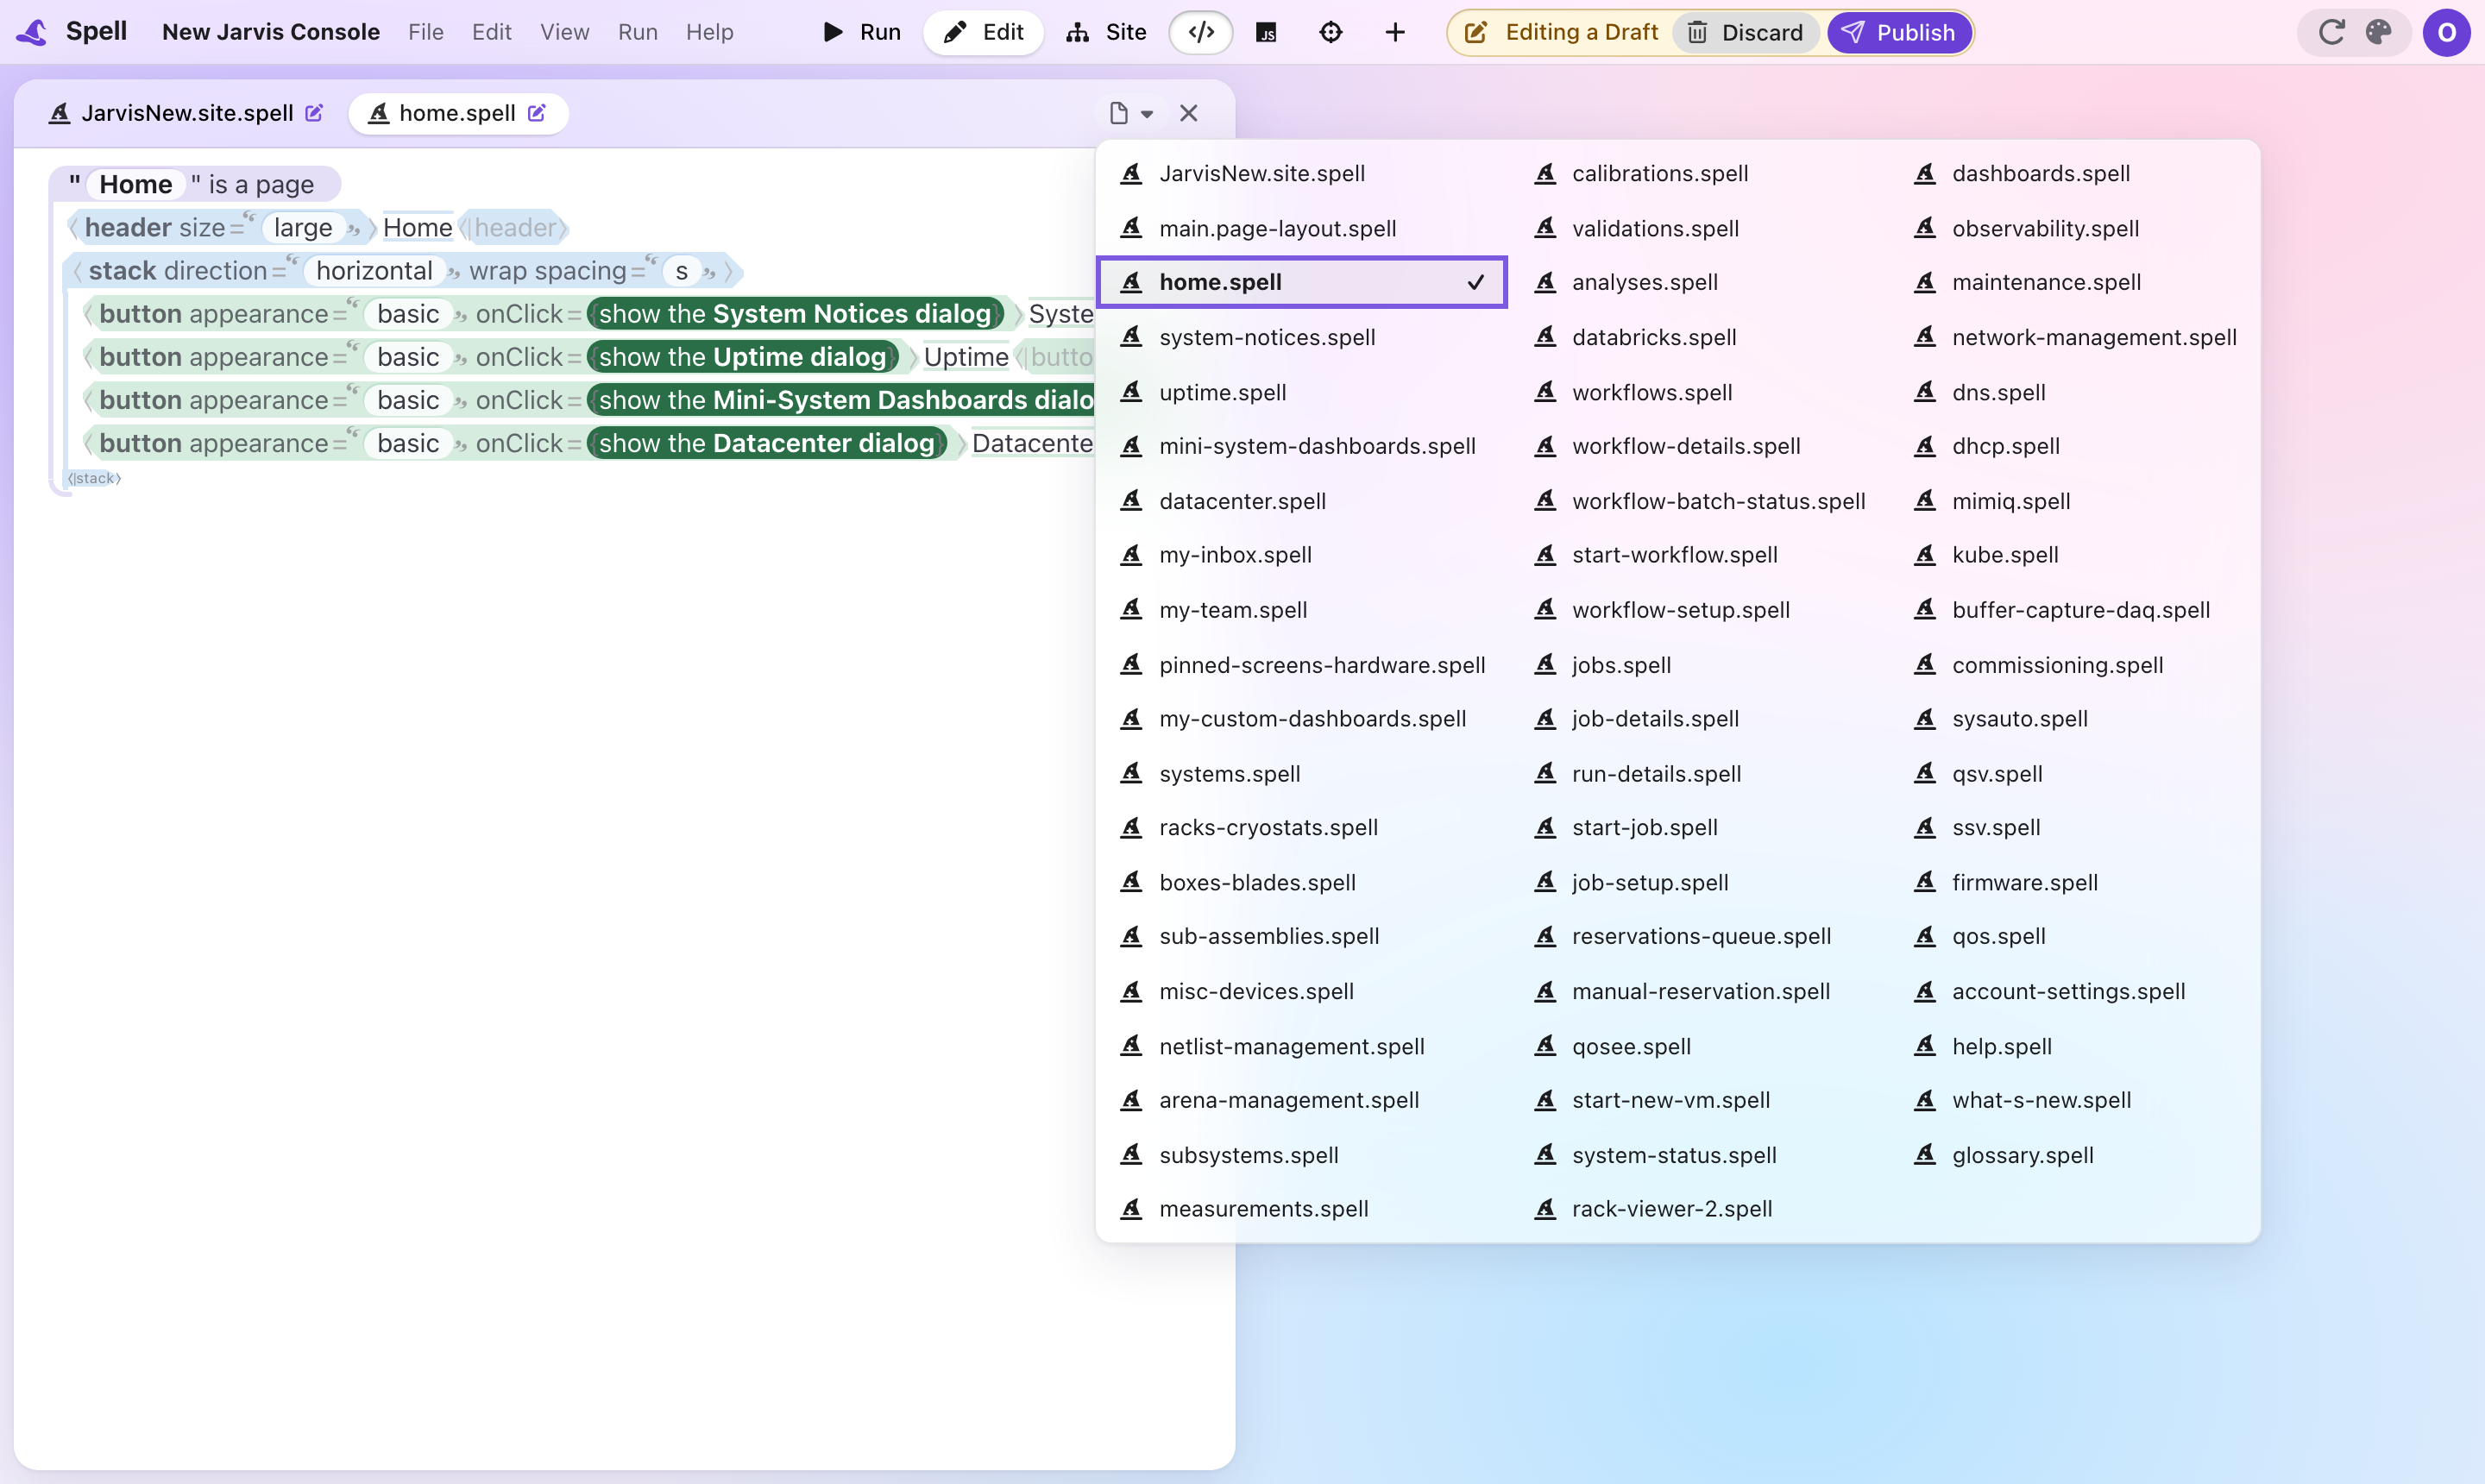 Spell New Jarvis Console File Edit View Run Help Run Edit Site </> JS Editing a Draft Discard Publish O
JarvisNew.site.spell home.spell
" Home " is a page
header size=“ large ” Home header
stack direction=“ horizontal ” wrap spacing=“ s ”
button appearance=“ basic ” onClick={show the System Notices dialog}
button appearance=“ basic ” onClick={show the Uptime dialog} Uptime
button appearance=“ basic ” onClick={show the Mini-System Dashboards
button appearance=“ basic ” onClick={show the Datacenter dialog}
stack
JarvisNew.site.spell
main.page-layout.spell
home.spell
system-notices.spell
uptime.spell
mini-system-dashboards.spell
datacenter.spell
my-inbox.spell
my-team.spell
pinned-screens-hardware.spell
my-custom-dashboards.spell
systems.spell
racks-cryostats.spell
boxes-blades.spell
sub-assemblies.spell
misc-devices.spell
netlist-management.spell
arena-management.spell
subsystems.spell
measurements.spell
calibrations.spell
validations.spell
analyses.spell
databricks.spell
workflows.spell
workflow-details.spell
workflow-batch-status.spell
start-workflow.spell
workflow-setup.spell
jobs.spell
job-details.spell
run-details.spell
start-job.spell
job-setup.spell
reservations-queue.spell
manual-reservation.spell
qosee.spell
start-new-vm.spell
system-status.spell
rack-viewer-2.spell
dashboards.spell
observability.spell
maintenance.spell
network-management.spell
dns.spell
dhcp.spell
mimiq.spell
kube.spell
buffer-capture-daq.spell
commissioning.spell
sysauto.spell
qsv.spell
ssv.spell
firmware.spell
qos.spell
account-settings.spell
help.spell
what-s-new.spell
glossary.spell